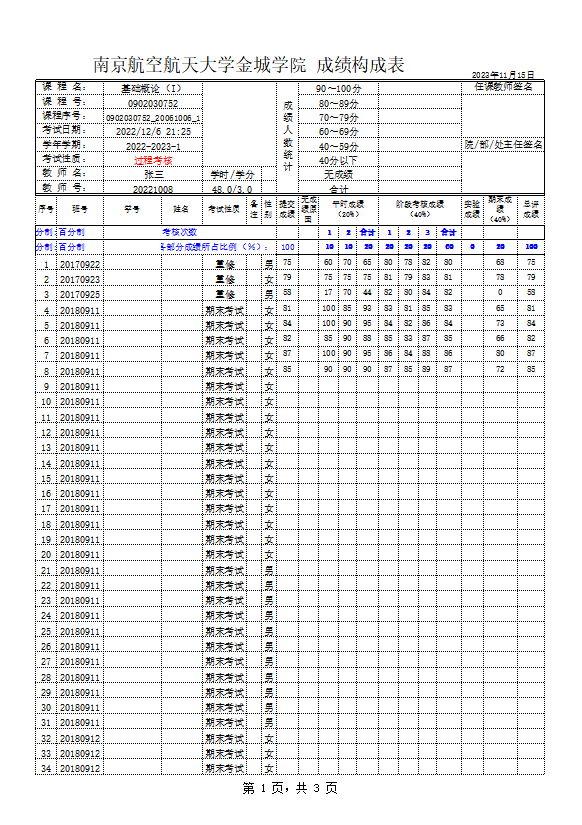 南京航空航天大学金城学院 成绩构成表
2023年11月15日
课 程 名： 基础概论（I） 90～100分 任课教师签名
课 程 号： 0902030752 80～89分
课程序号： 0902030752_20061006_1 70～79分
考试日期： 2022/12/6 21:25 60～69分
学年学期： 2022-2023-1 40～59分 院/部/处主任签名
考试性质： 过程考核 40分以下
教 师 名： 张三 学时/学分 无成绩
教 师 号： 20221008 48.0/3.0 合计
成绩人数统计
序号 班号 学号 姓名 考试性质 备注 性别 提交成绩 无成绩原因 平时成绩（20%） 阶段考核成绩（40%） 实验成绩 期末成绩（40%） 总评成绩
分制：百分制 考核次数 1 2 合计 1 2 3 合计
分制：百分制 各部分成绩所占比例（%）： 100 10 10 20 20 20 20 60 0 20 100
1 20170922 重修 男 75 60 70 65 80 78 82 80 68 75
2 20170923 重修 女 79 75 75 75 81 79 83 81 78 79
3 20170925 重修 男 58 17 70 44 82 80 84 82 0 58
4 20180911 期末考试 女 81 100 85 93 83 81 85 83 65 81
5 20180911 期末考试 女 84 100 90 95 84 82 86 84 73 84
6 20180911 期末考试 女 82 85 90 88 85 83 87 85 66 82
7 20180911 期末考试 女 87 100 90 95 86 84 88 86 80 87
8 20180911 期末考试 女 85 90 90 90 87 85 89 87 72 85
9 20180911 期末考试 女
10 20180911 期末考试 女
11 20180911 期末考试 女
12 20180911 期末考试 女
13 20180911 期末考试 女
14 20180911 期末考试 女
15 20180911 期末考试 女
16 20180911 期末考试 女
17 20180911 期末考试 女
18 20180911 期末考试 女
19 20180911 期末考试 女
20 20180911 期末考试 女
21 20180911 期末考试 男
22 20180911 期末考试 男
23 20180911 期末考试 男
24 20180911 期末考试 男
25 20180911 期末考试 男
26 20180911 期末考试 男
27 20180911 期末考试 男
28 20180911 期末考试 男
29 20180911 期末考试 男
30 20180911 期末考试 男
31 20180911 期末考试 男
32 20180912 期末考试 女
33 20180912 期末考试 女
34 20180912 期末考试 女
第 1 页，共 3 页